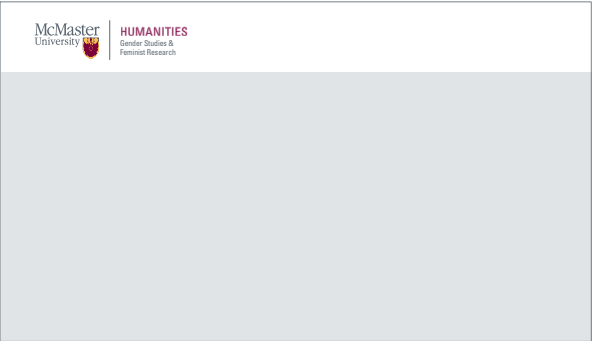 McMaster
University
HUMANITIES
Gender Studies &
Feminist Research